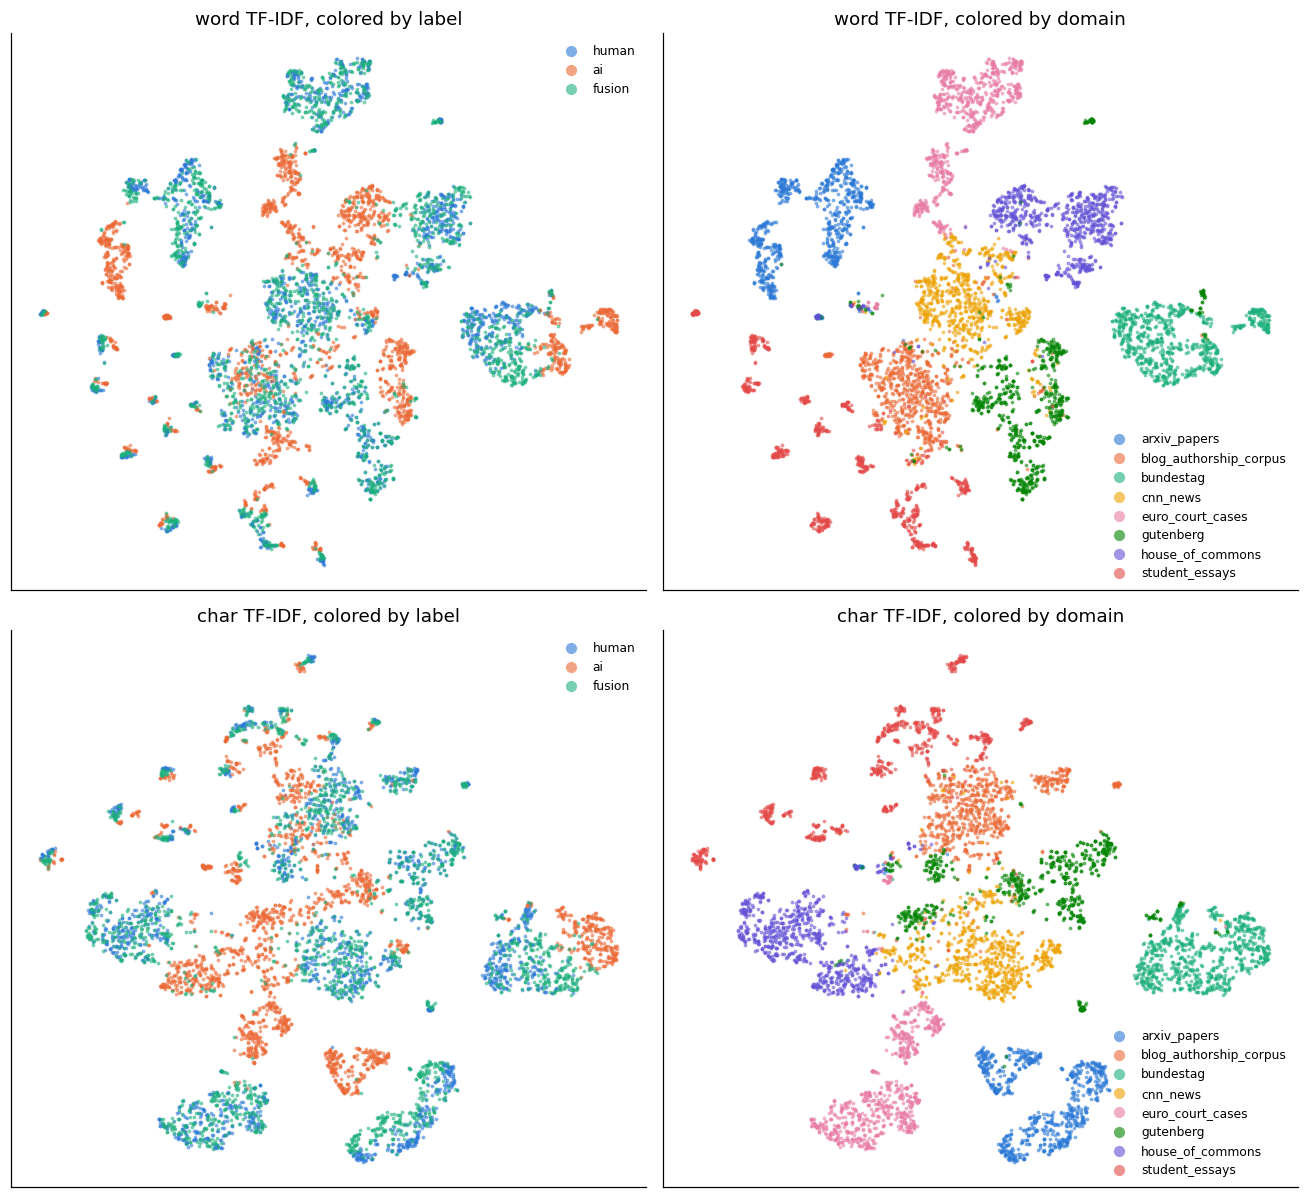 word TF-IDF, colored by label
human
ai
fusion
word TF-IDF, colored by domain
arxiv_papers
blog_authorship_corpus
bundestag
cnn_news
euro_court_cases
gutenberg
house_of_commons
student_essays
char TF-IDF, colored by label
human
ai
fusion
char TF-IDF, colored by domain
arxiv_papers
blog_authorship_corpus
bundestag
cnn_news
euro_court_cases
gutenberg
house_of_commons
student_essays